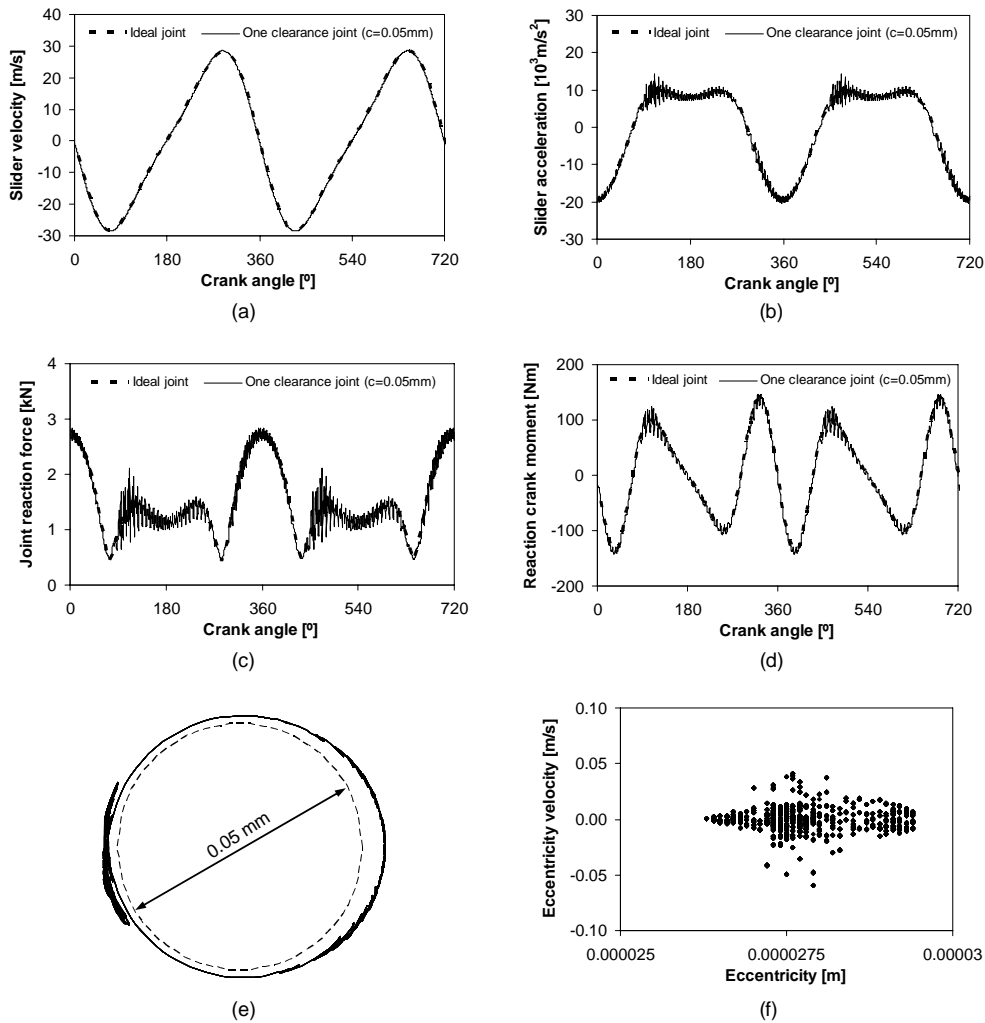 Slider velocity [m/s]
40
30
20
10
0
-10
-20
-30
Ideal joint
One clearance joint (c=0.05mm)
0
180
360
540
720
Crank angle [º]
(a)
Slider acceleration [10³m/s²]
30
20
10
0
-10
-20
-30
Ideal joint
One clearance joint (c=0.05mm)
0
180
360
540
720
Crank angle [º]
(b)
Joint reaction force [kN]
4
3
2
1
0
Ideal joint
One clearance joint (c=0.05mm)
0
180
360
540
720
Crank angle [º]
(c)
Reaction crank moment [Nm]
200
100
0
-100
-200
Ideal joint
One clearance joint (c=0.05mm)
0
180
360
540
720
Crank angle [º]
(d)
0.05 mm
(e)
Eccentricity velocity [m/s]
0.10
0.05
0.00
-0.05
-0.10
0.000025
0.0000275
0.00003
Eccentricity [m]
(f)